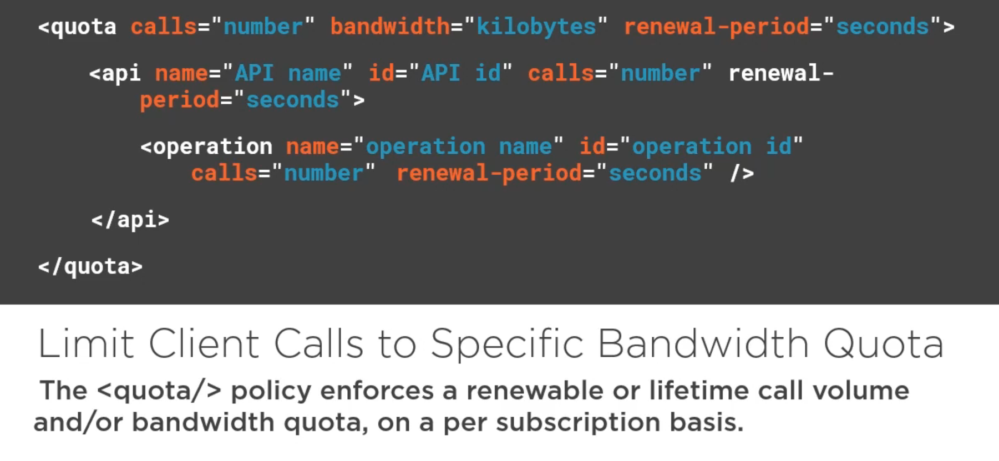 <quota calls="number" bandwidth="kilobytes" renewal-period="seconds">
<api name="API name" id="API id" calls="number" renewal-
period="seconds">
<operation name="operation name" id="operation id"
calls="number" renewal-period="seconds" />
</api>
</quota>
Limit Client Calls to Specific Bandwidth Quota
The <quota/> policy enforces a renewable or lifetime call volume
and/or bandwidth quota, on a per subscription basis.